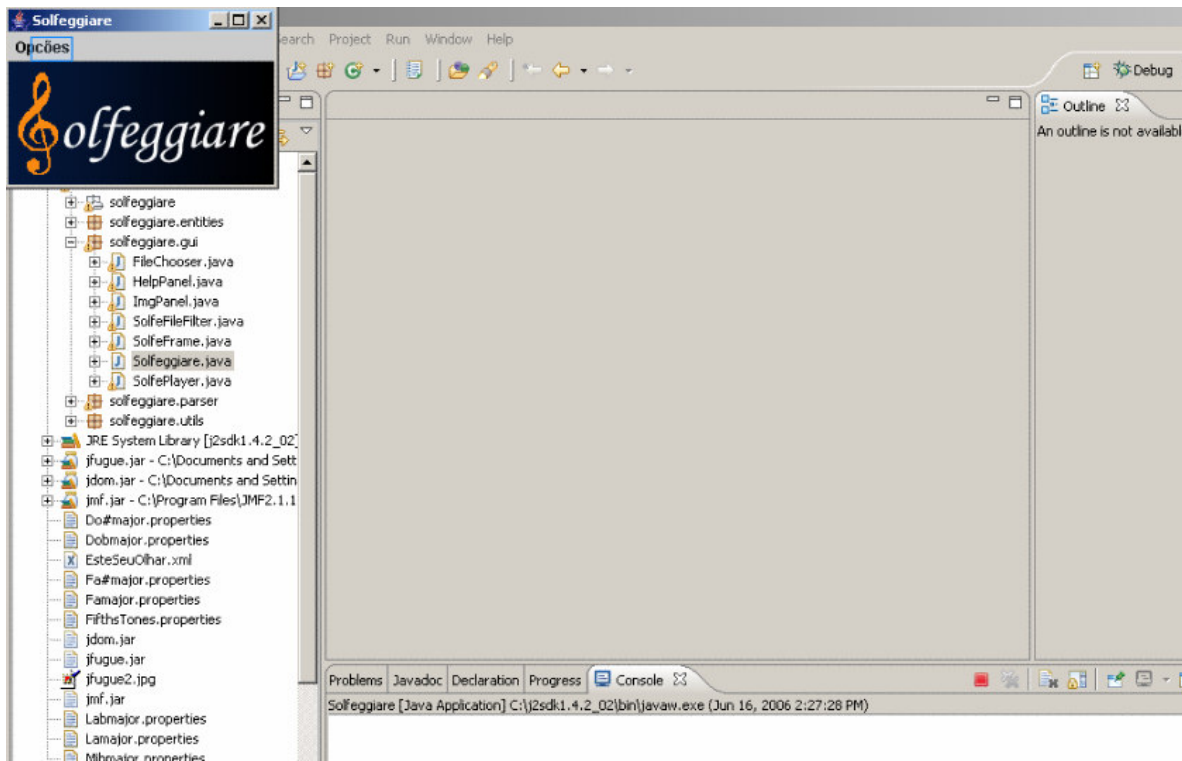 Solfeggiare
Opcões
Search Project Run Window Help
Debug
olfeggiare
Outline
An outline is not availabl
solfeggiare
solfeggiare.entities
solfeggiare.gui
FileChooser.java
HelpPanel.java
ImgPanel.java
SolfeFileFilter.java
SolfeFrame.java
Solfeggiare.java
SolfePlayer.java
solfeggiare.parser
solfeggiare.utils
JRE System Library [j2sdk1.4.2_02]
jfugue.jar - C:\Documents and Sett
jdom.jar - C:\Documents and Settin
jmf.jar - C:\Program Files\JMF2.1.1
Do#major.properties
Dobmajor.properties
EsteSeuOlhar.xml
Fa#major.properties
Famajor.properties
FifthsTones.properties
jdom.jar
jfugue.jar
jfugue2.jpg
jmf.jar
Labmajor.properties
Lamajor.properties
Mibmajor.properties
Problems Javadoc Declaration Progress Console
Solfeggiare [Java Application] C:\j2sdk1.4.2_02\bin\javaw.exe (Jun 16, 2006 2:27:28 PM)